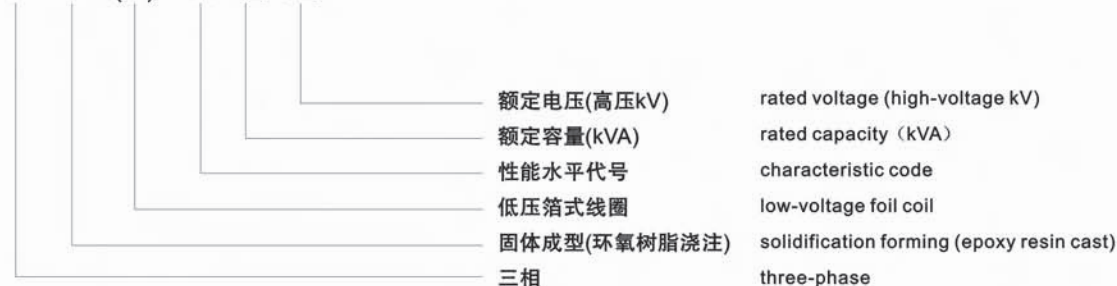 额定电压(高压kV) rated voltage (high-voltage kV)
额定容量(kVA) rated capacity（kVA）
性能水平代号 characteristic code
低压箔式线圈 low-voltage foil coil
固体成型(环氧树脂浇注) solidification forming (epoxy resin cast)
三相 three-phase